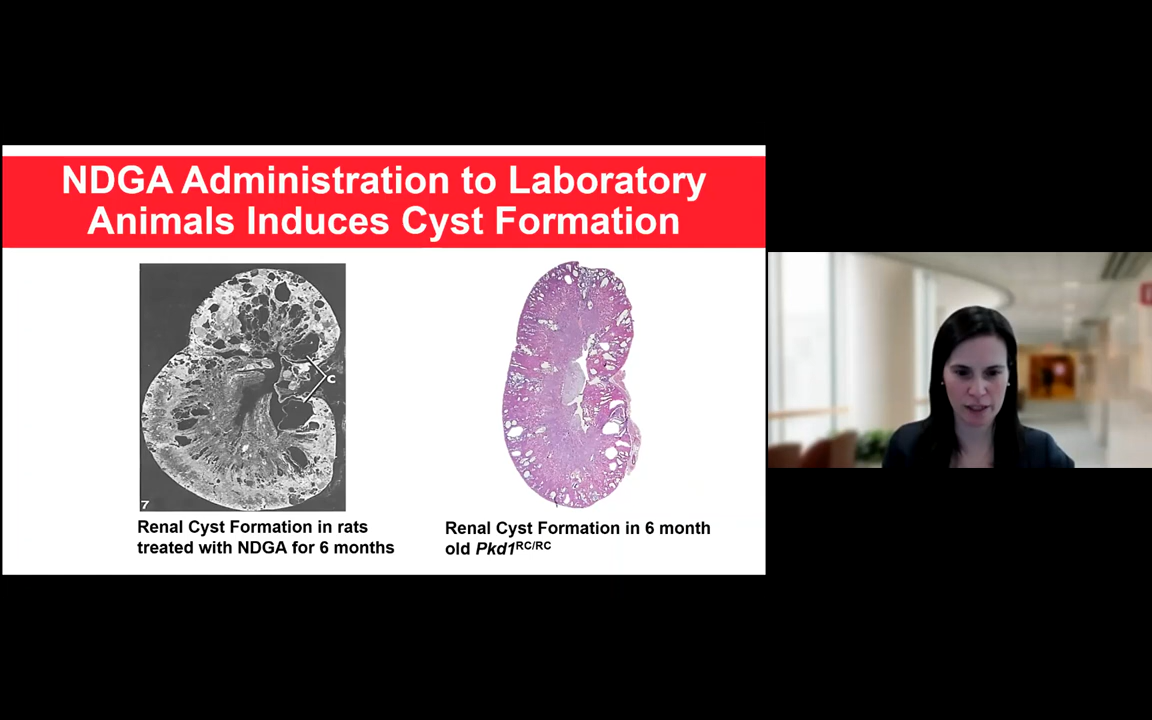 NDGA Administration to Laboratory
Animals Induces Cyst Formation
c
7
Renal Cyst Formation in rats
treated with NDGA for 6 months
Renal Cyst Formation in 6 month
old Pkd1RC/RC